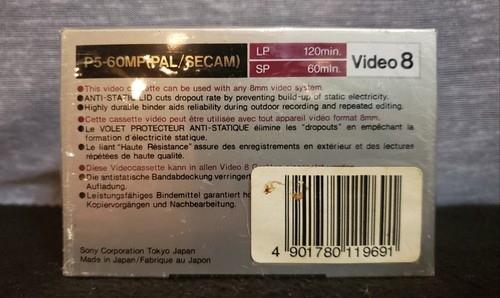 P5-60MP(PAL/SECAM)
LP 120min.
SP 60min.
Video 8
●This video cassette can be used with any 8mm video system.
●ANTI-STATIC LID cuts dropout rate by preventing build-up of static electricity.
●Highly durable binder aids reliability during outdoor recording and repeated editing.
●Cette cassette vidéo peut être utilisée avec tout appareil vidéo format 8mm.
●Le VOLET PROTECTEUR ANTI-STATIQUE élimine les "dropouts" en empêchant la
formation d'électricité statique.
●Le liant "Haute Résistance" assure des enregistrements en extérieur et des lectures
répétées de haute qualité.
●Diese Videocassette kann in allen Video 8
●Die antistatische Bandabdeckung verringer
Aufladung.
●Leistungsfähiges Bindemittel garantiert
Kopiervorgängen und Nachbearbeitung.
Sony Corporation Tokyo Japan
Made in Japan/Fabriqué au Japon
4 901780 119691